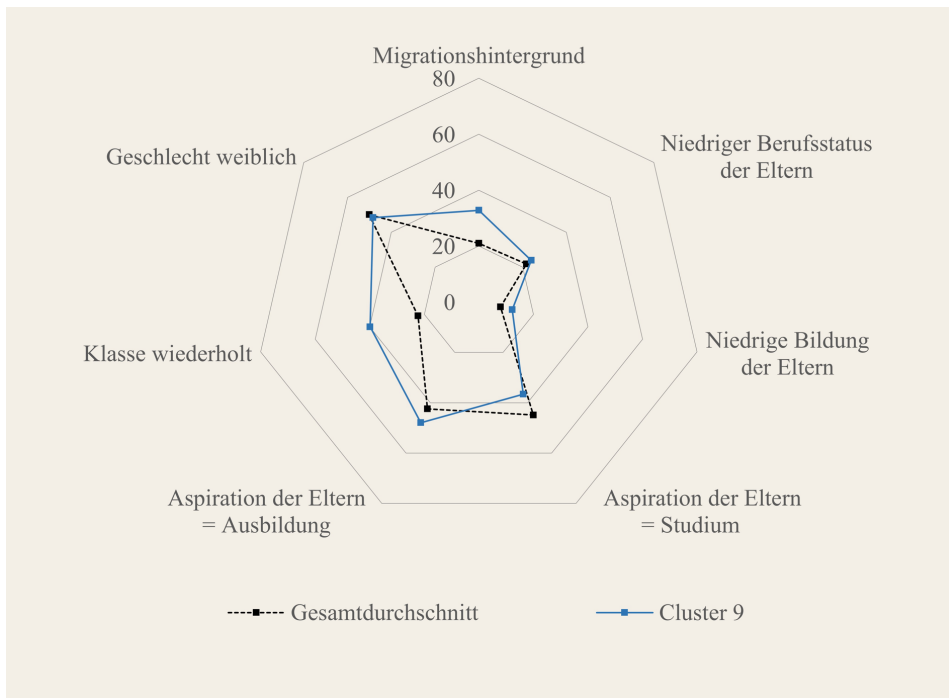 Migrationshintergrund
80
60
40
20
0
Niedriger Berufsstatus
der Eltern
Niedrige Bildung
der Eltern
Aspiration der Eltern
= Studium
Aspiration der Eltern
= Ausbildung
Klasse wiederholt
Geschlecht weiblich
Gesamtdurchschnitt
Cluster 9